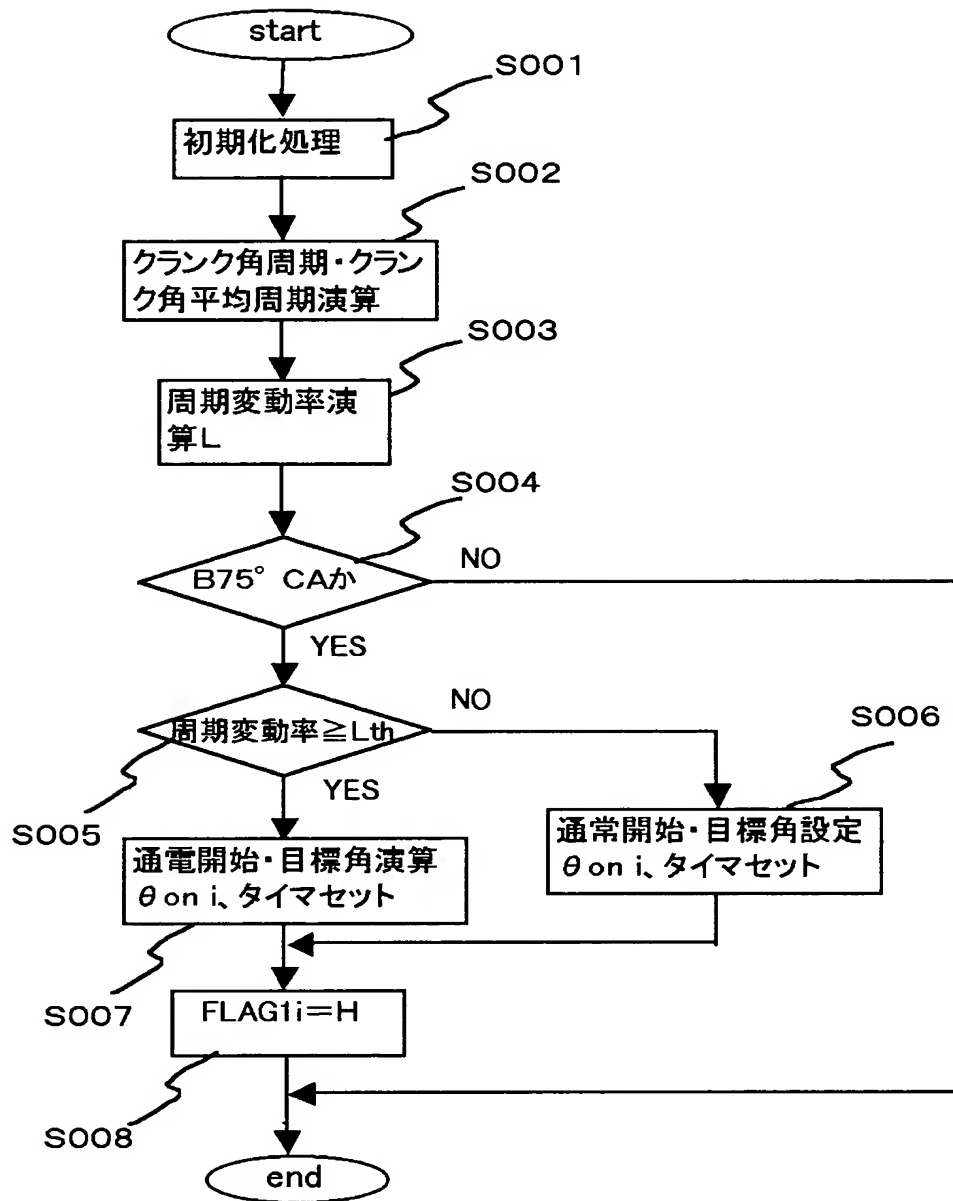 start
S001
初期化処理
S002
クランク角周期・クラン
ク角平均周期演算
S003
周期変動率演
算L
S004
B75°CAか
NO
YES
周期変動率≧Lth
NO
S006
YES
S005
通電開始・目標角演算
θon i、タイマセット
通常開始・目標角設定
θon i、タイマセット
S007
FLAG1i=H
S008
end